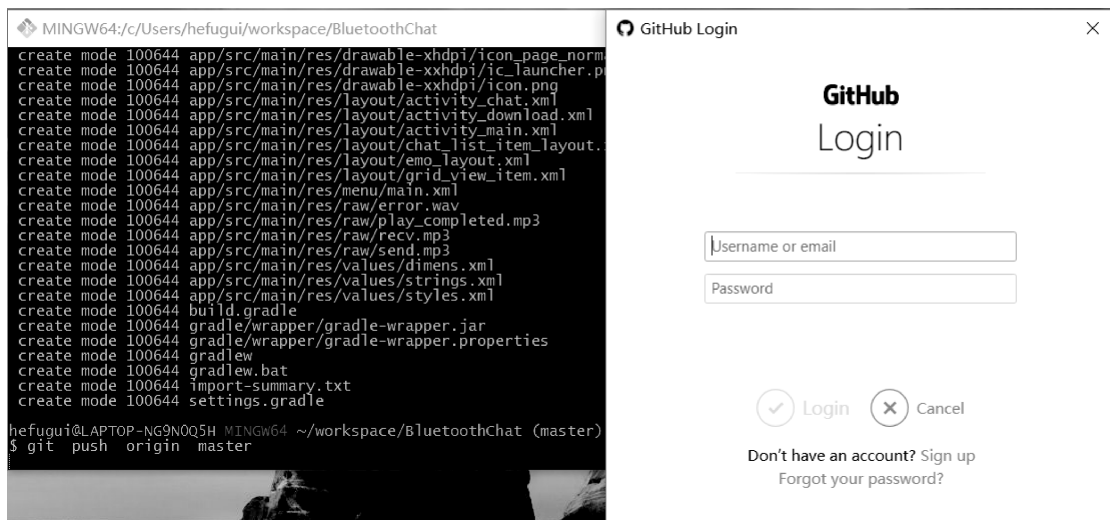 MINGW64:/c/Users/hefugui/workspace/BluetoothChat
create mode 100644 app/src/main/res/drawable-xhdpi/icon_page_norm
create mode 100644 app/src/main/res/drawable-xxhdpi/ic_launcher.pn
create mode 100644 app/src/main/res/drawable-xxhdpi/icon.png
create mode 100644 app/src/main/res/layout/activity_chat.xml
create mode 100644 app/src/main/res/layout/activity_download.xml
create mode 100644 app/src/main/res/layout/activity_main.xml
create mode 100644 app/src/main/res/layout/chat_list_item_layout.
create mode 100644 app/src/main/res/layout/emo_layout.xml
create mode 100644 app/src/main/res/layout/grid_view_item.xml
create mode 100644 app/src/main/res/menu/main.xml
create mode 100644 app/src/main/res/raw/error.wav
create mode 100644 app/src/main/res/raw/play_completed.mp3
create mode 100644 app/src/main/res/raw/recv.mp3
create mode 100644 app/src/main/res/raw/send.mp3
create mode 100644 app/src/main/res/values/dimens.xml
create mode 100644 app/src/main/res/values/strings.xml
create mode 100644 app/src/main/res/values/styles.xml
create mode 100644 build.gradle
create mode 100644 gradle/wrapper/gradle-wrapper.jar
create mode 100644 gradle/wrapper/gradle-wrapper.properties
create mode 100644 gradlew
create mode 100644 gradlew.bat
create mode 100644 import-summary.txt
create mode 100644 settings.gradle
hefugui@LAPTOP-NG9N0Q5H MINGW64 ~/workspace/BluetoothChat (master)
$ git push origin master
GitHub Login
GitHub
Login
Username or email
Password
Login
Cancel
Don't have an account? Sign up
Forgot your password?